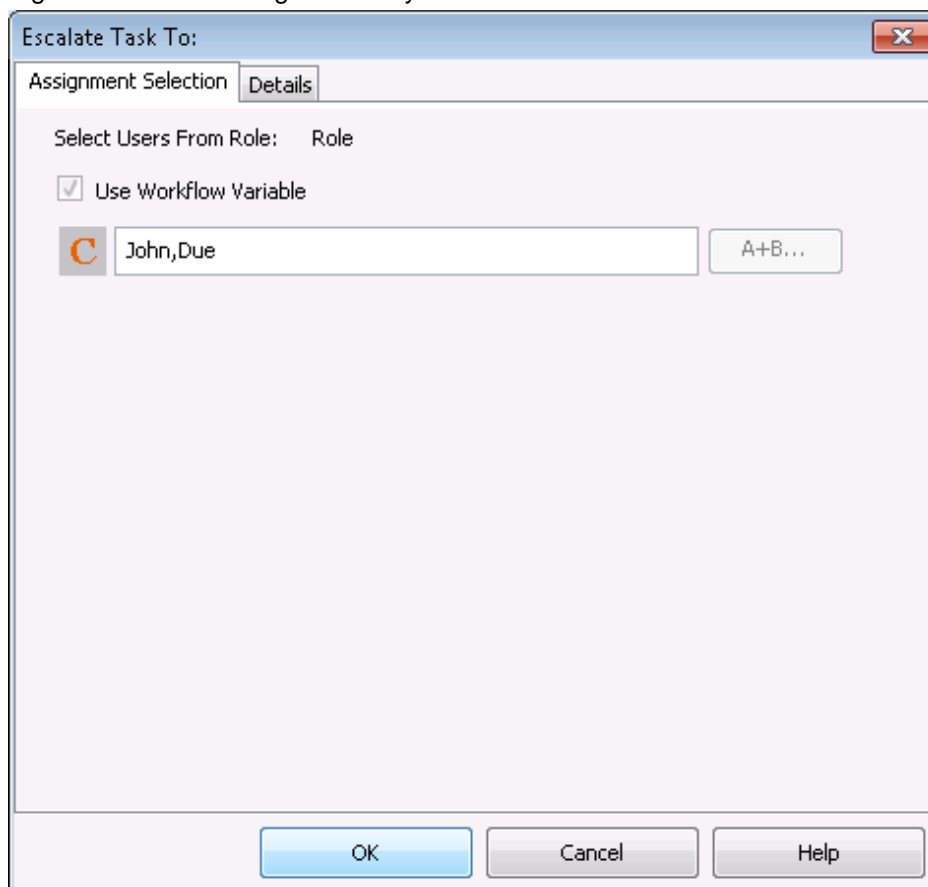 Escalate Task To:
Assignment Selection Details
Select Users From Role: Role
Use Workflow Variable
C John,Due A+B...
OK Cancel Help